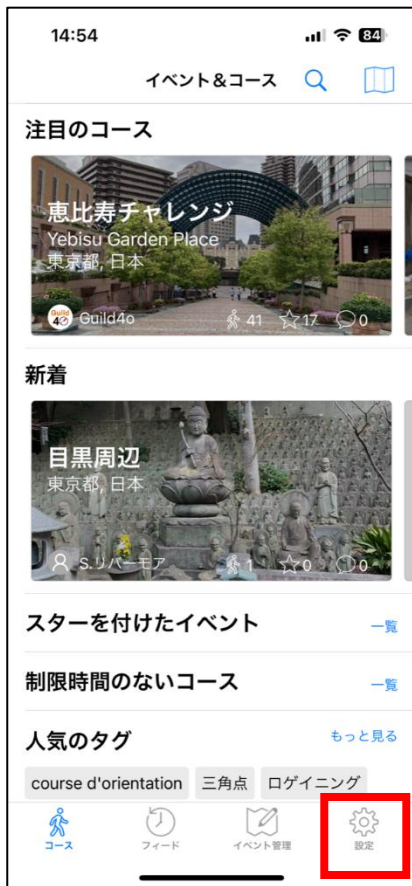 14:54
84
イベント＆コース
注目のコース
恵比寿チャレンジ
Yebisu Garden Place
東京都, 日本
Guild
40
Guild4o
41
17
0
新着
目黒周辺
東京都, 日本
S.リバーモア
1
0
0
スターを付けたイベント
一覧
制限時間のないコース
一覧
人気のタグ
もっと見る
course d'orientation
三角点
ロゲイニング
コース
フィード
イベント管理
設定